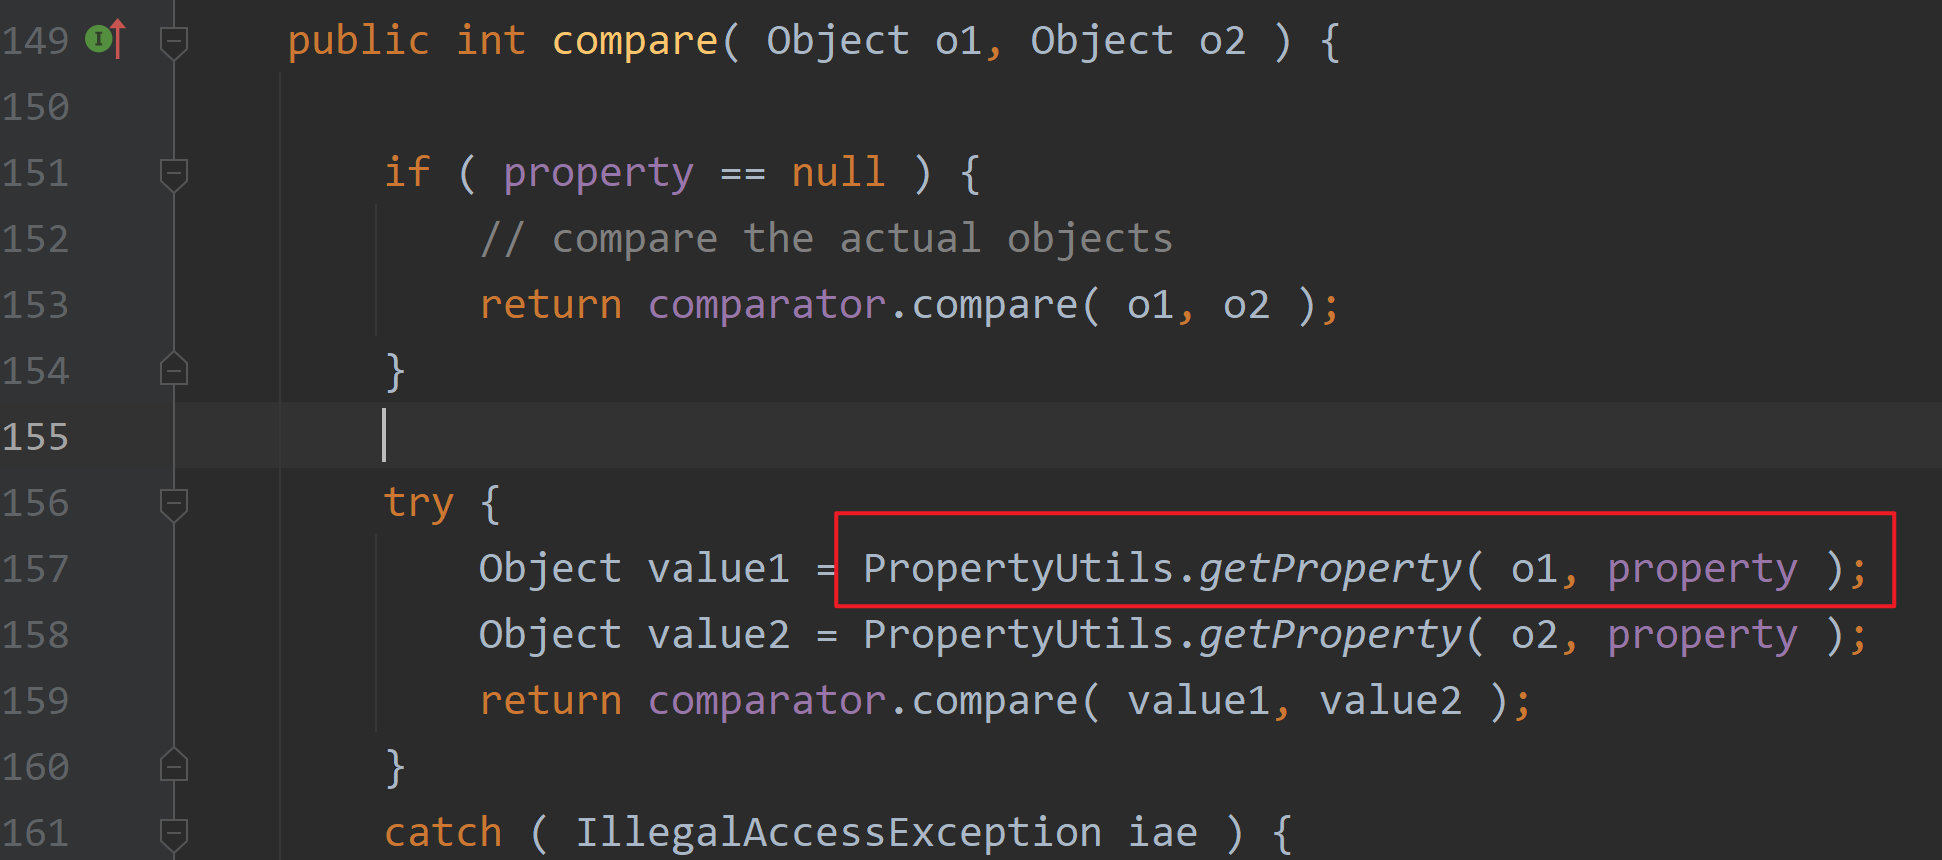 149 I public int compare( Object o1, Object o2 ) {
150
151 if ( property == null ) {
152 // compare the actual objects
153 return comparator.compare( o1, o2 );
154 }
155
156 try {
157 Object value1 = PropertyUtils.getProperty( o1, property );
158 Object value2 = PropertyUtils.getProperty( o2, property );
159 return comparator.compare( value1, value2 );
160 }
161 catch ( IllegalAccessException iae ) {